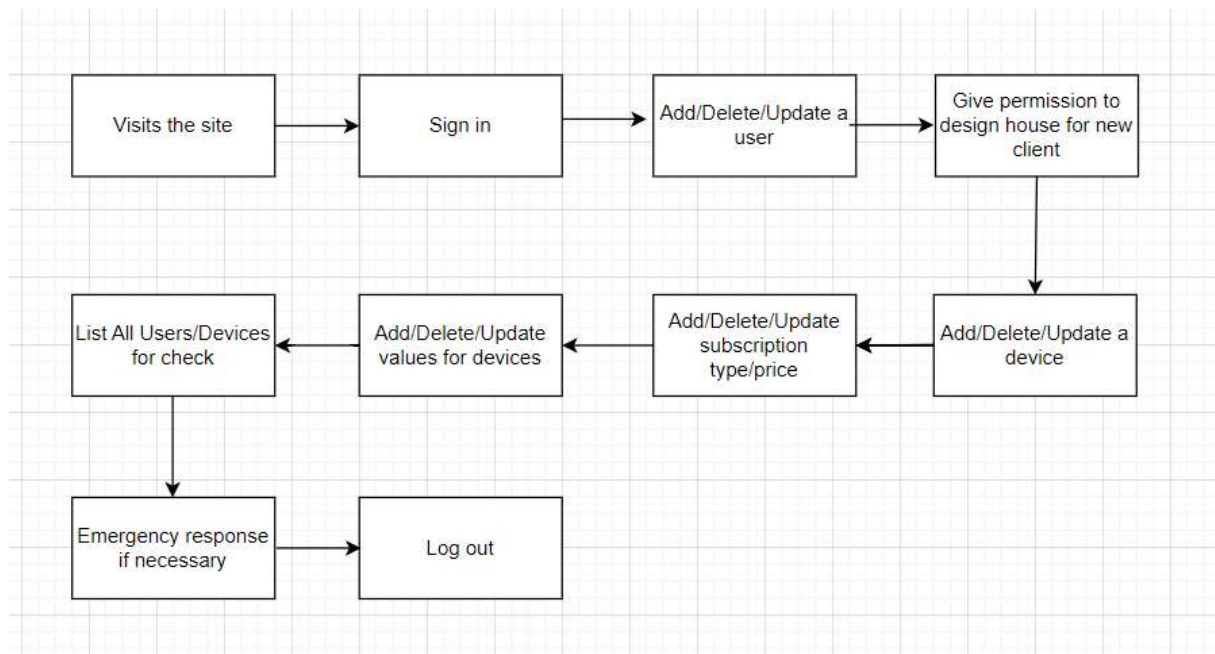 Visits the site
Sign in
Add/Delete/Update a
user
Give permission to
design house for new
client
List All Users/Devices
for check
Add/Delete/Update
values for devices
Add/Delete/Update
subscription
type/price
Add/Delete/Update a
device
Emergency response
if necessary
Log out